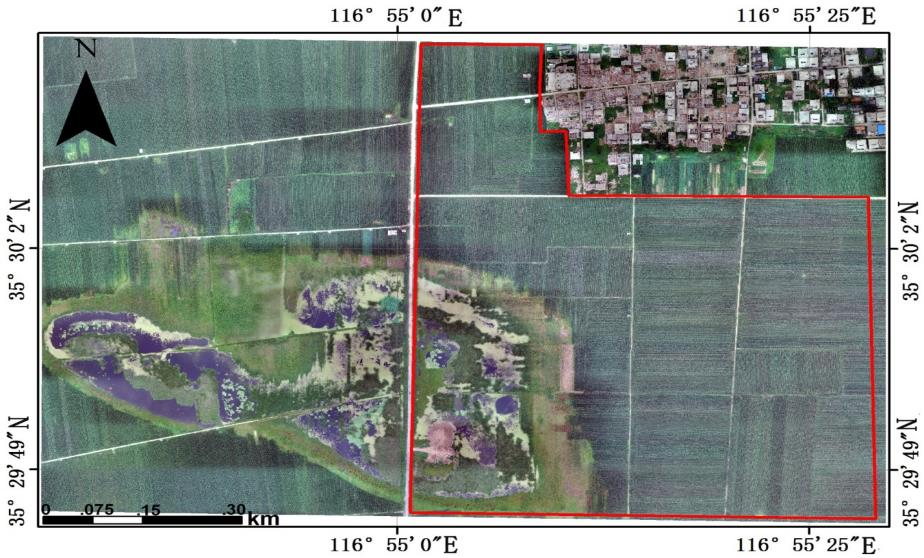 116° 55′ 0″ E
116° 55′ 25″ E
N
35° 30′ 2″ N
35° 30′ 2″ N
35° 29′ 49″ N
35° 29′ 49″ N
0 .075 .15 .30 km
116° 55′ 0″ E
116° 55′ 25″ E